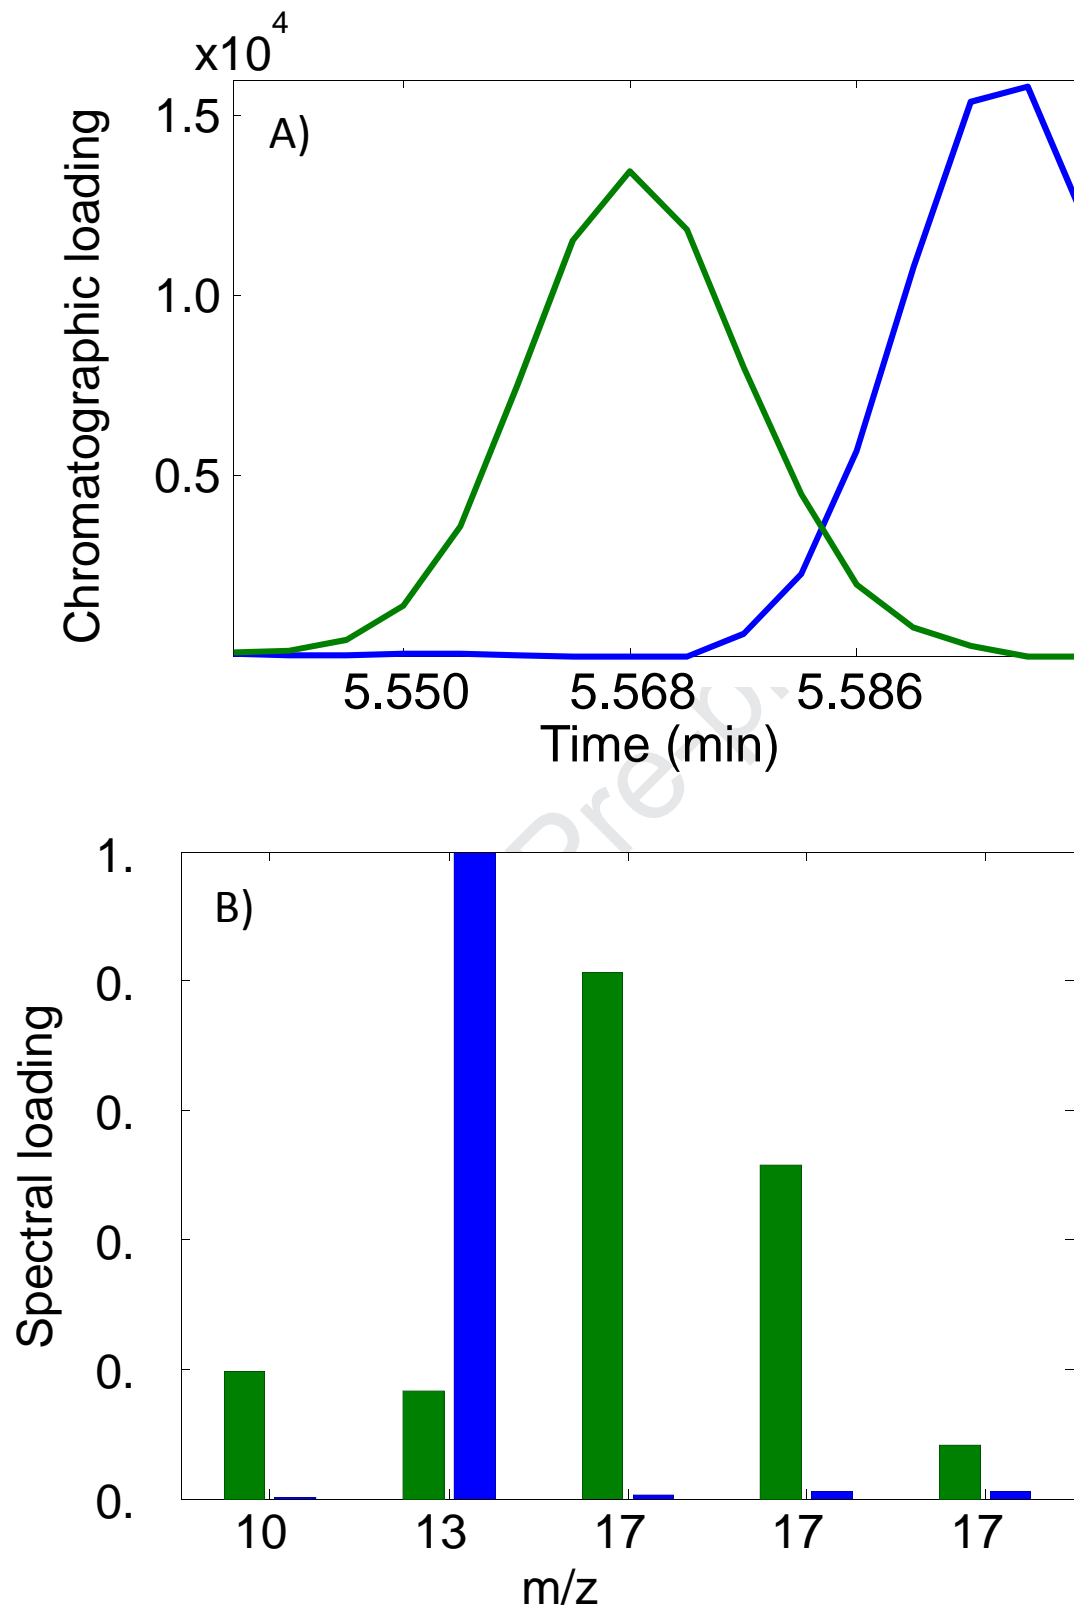 x10^4
A)
1.5
1.0
0.5
Chromatographic loading
5.550 5.568 5.586
Time (min)
Pre-p
B)
1.
0.
0.
0.
0.
0.
Spectral loading
10 13 17 17 17
m/z